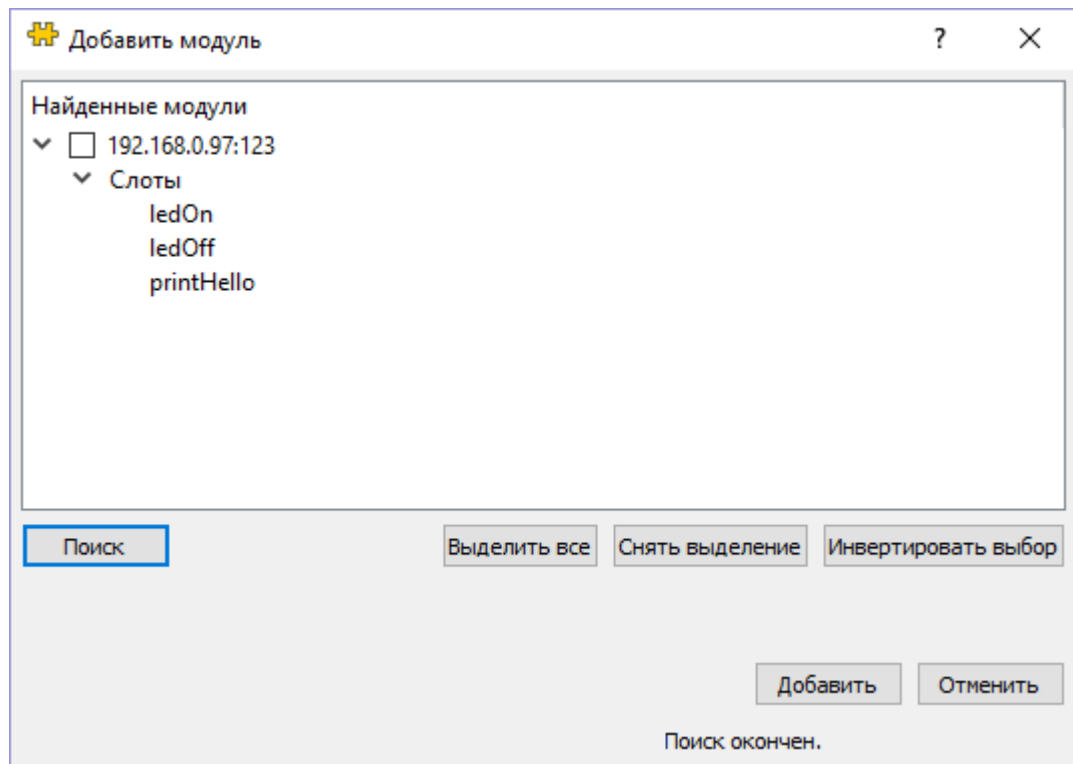 Добавить модуль ?
Найденные модули
192.168.0.97:123
Слоты
ledOn
ledOff
printHello
Поиск Выделить все Снять выделение Инвертировать выбор
Добавить Отменить
Поиск окончен.